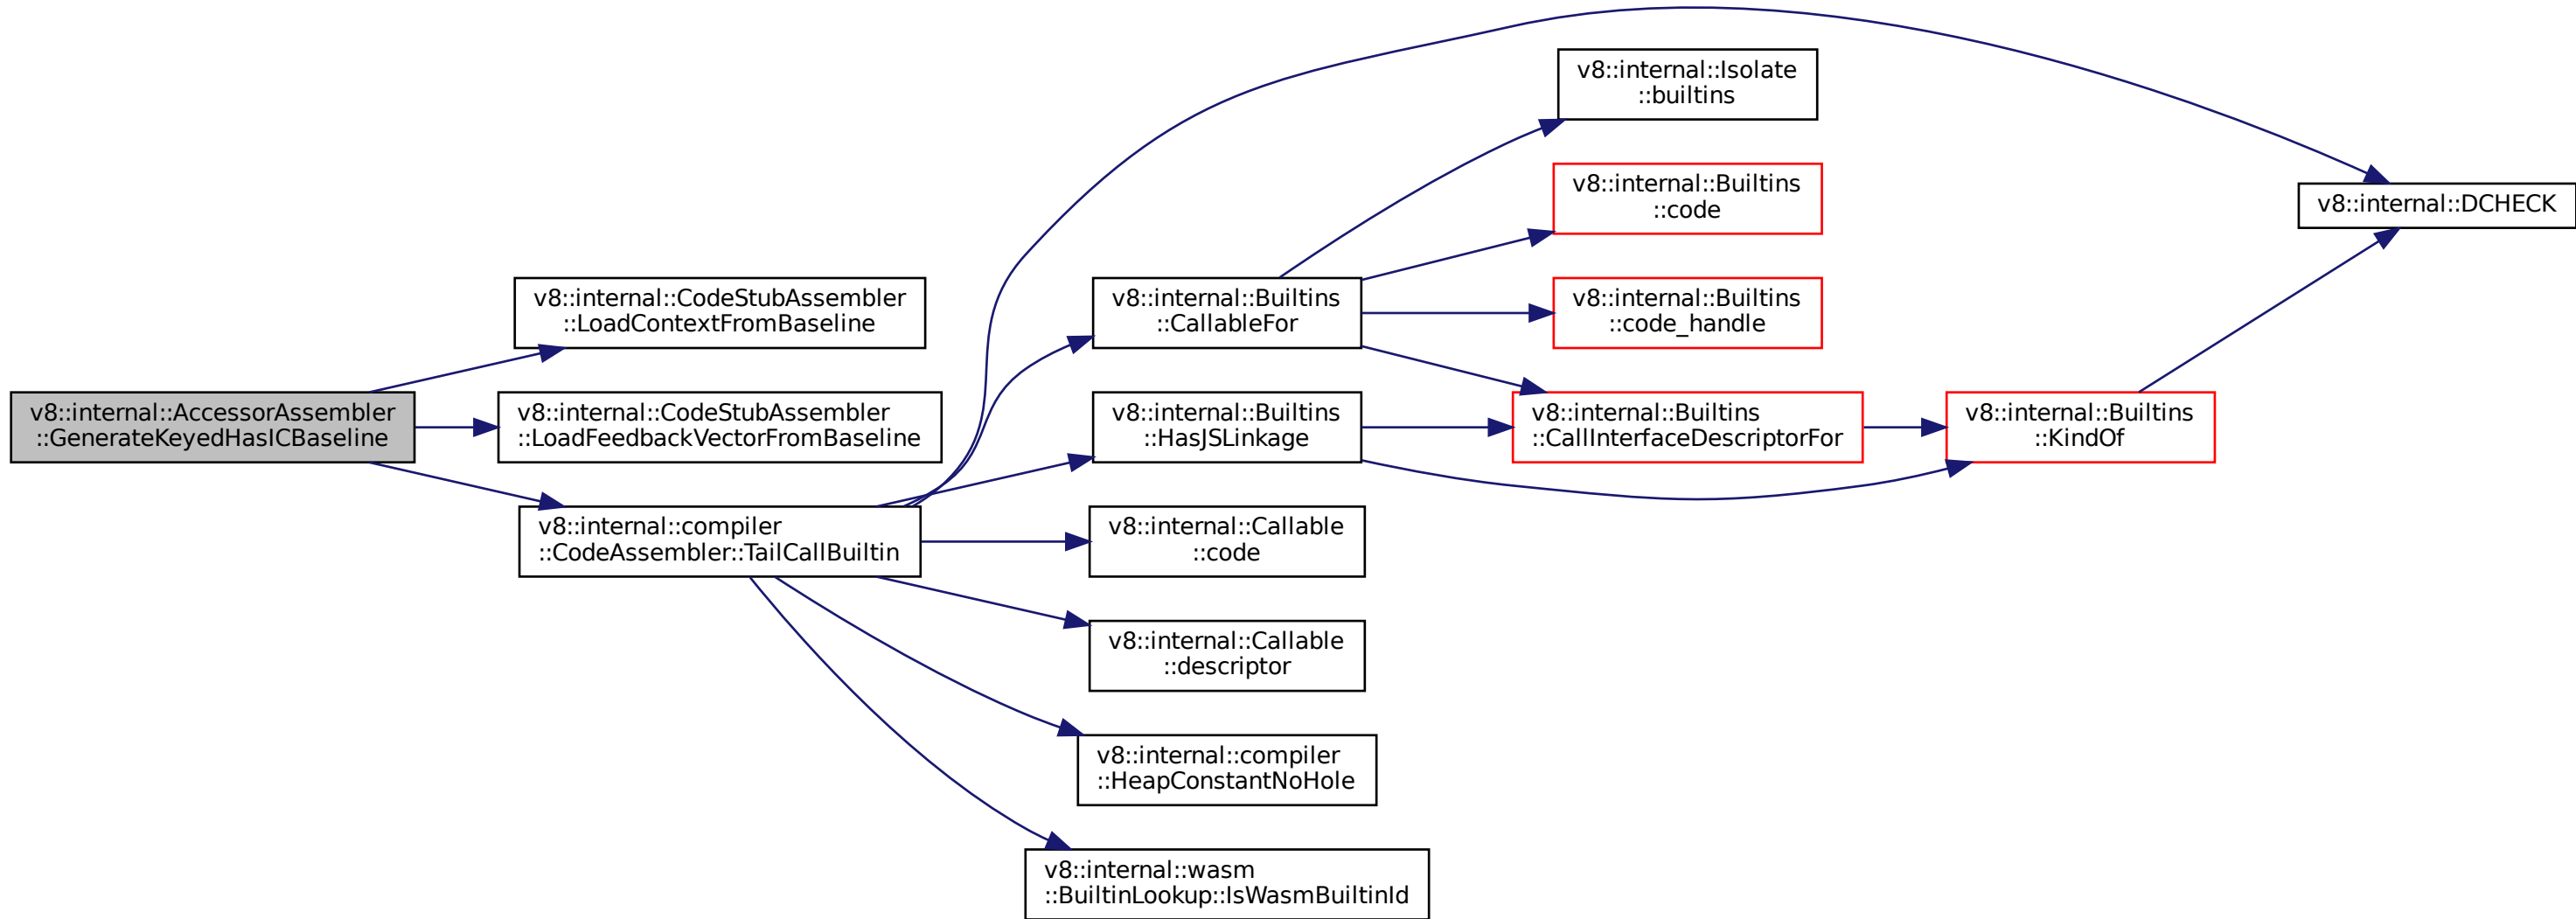 v8::internal::AccessorAssembler
::GenerateKeyedHasICBaseline
v8::internal::CodeStubAssembler
::LoadContextFromBaseline
v8::internal::CodeStubAssembler
::LoadFeedbackVectorFromBaseline
v8::internal::compiler
::CodeAssembler::TailCallBuiltin
v8::internal::Builtins
::CallableFor
v8::internal::Builtins
::HasJSLinkage
v8::internal::Callable
::code
v8::internal::Callable
::descriptor
v8::internal::compiler
::HeapConstantNoHole
v8::internal::wasm
::BuiltinLookup::IsWasmBuiltinId
v8::internal::Isolate
::builtins
v8::internal::Builtins
::code
v8::internal::Builtins
::code_handle
v8::internal::Builtins
::CallInterfaceDescriptorFor
v8::internal::Builtins
::KindOf
v8::internal::DCHECK